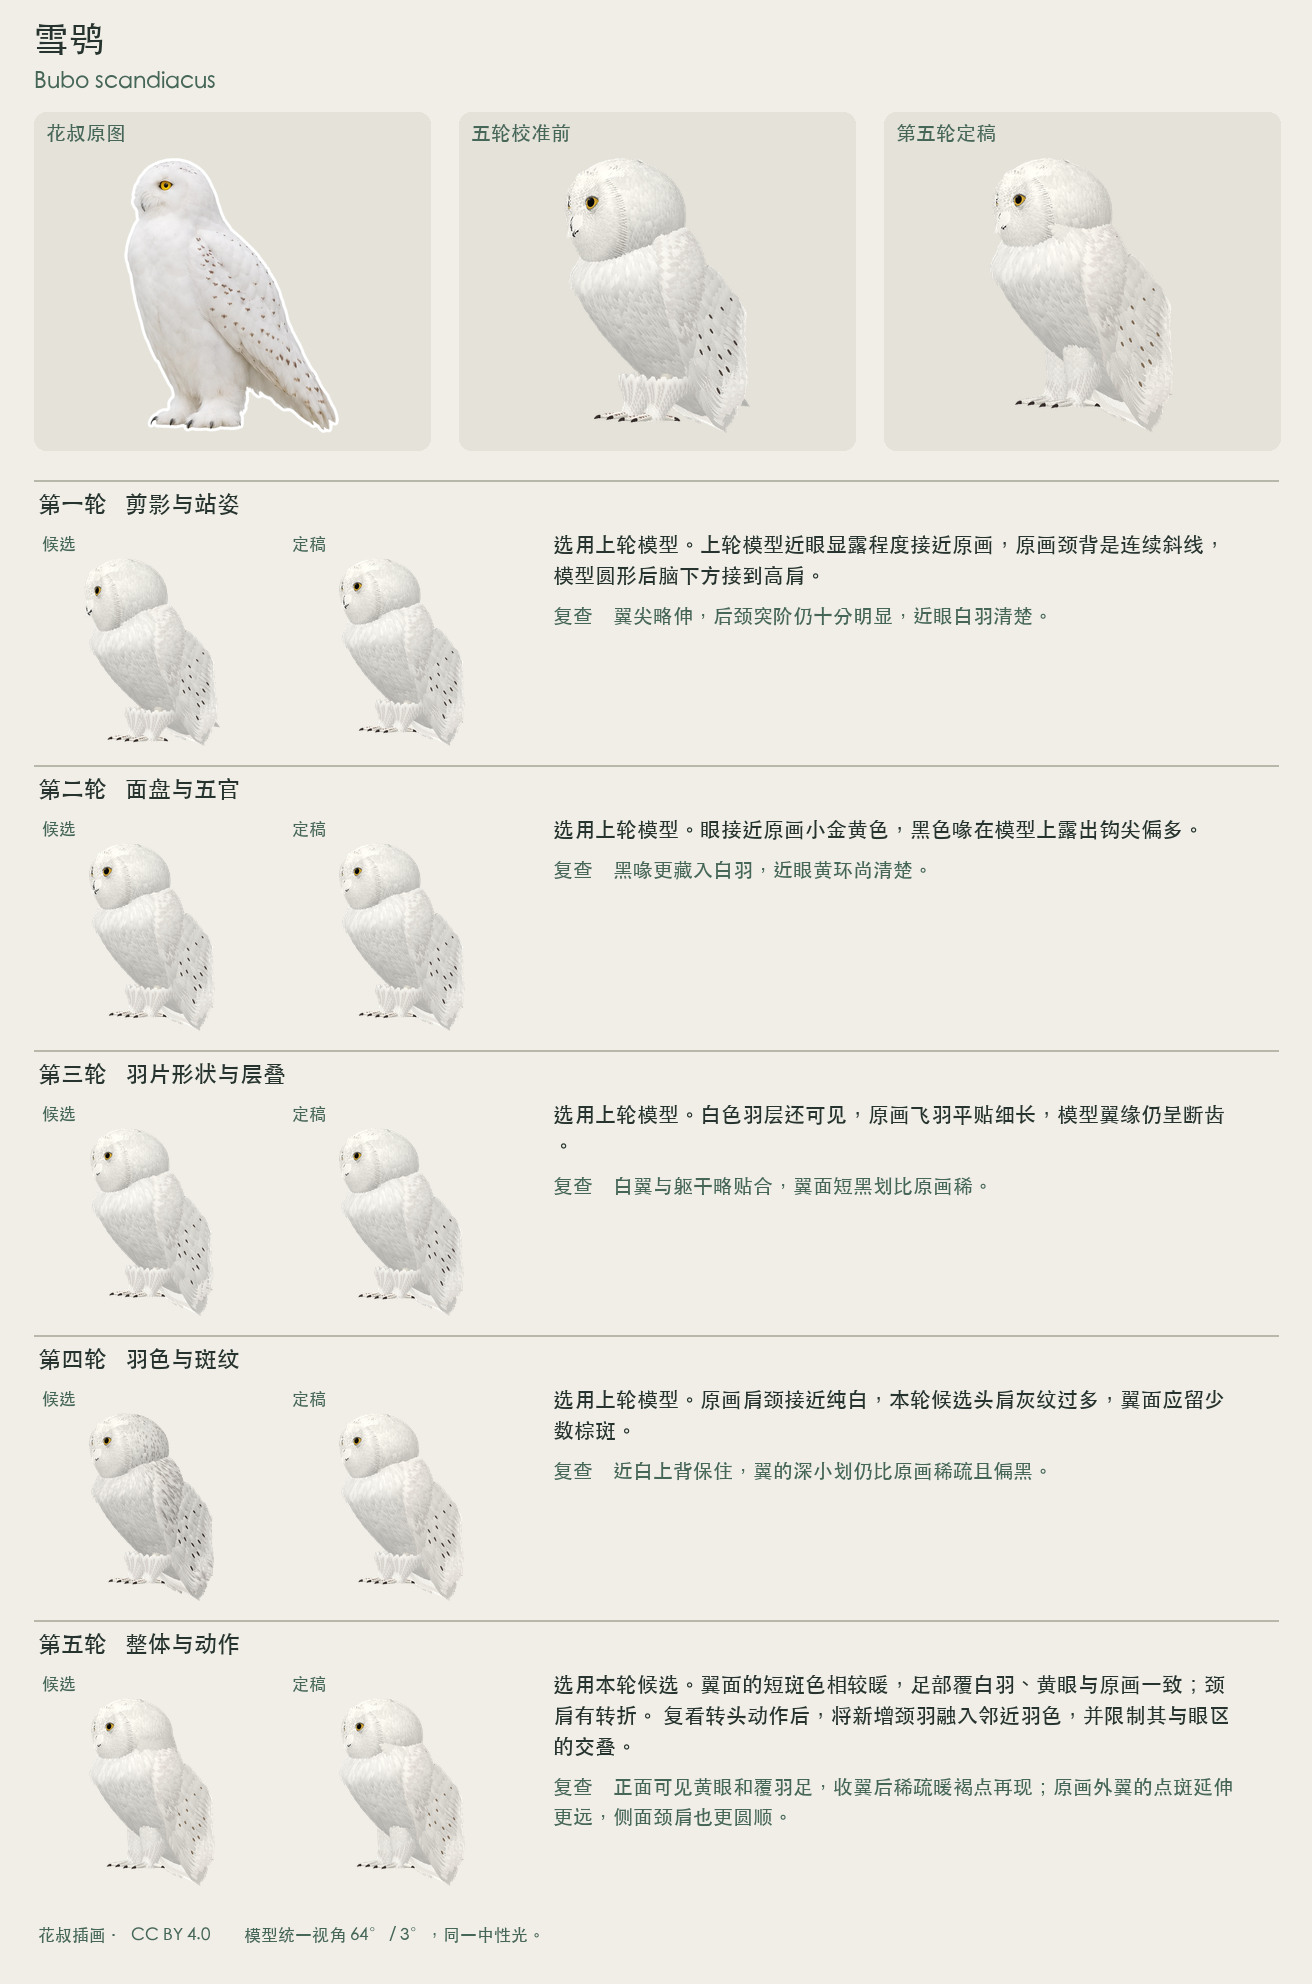 雪鸮
Bubo scandiacus
花叔原图
五轮校准前
第五轮定稿
第一轮 剪影与站姿
候选
定稿
选用上轮模型。上轮模型近眼显露程度接近原画，原画颈背是连续斜线，
模型圆形后脑下方接到高肩。
复查 翼尖略伸，后颈突阶仍十分明显，近眼白羽清楚。
第二轮 面盘与五官
候选
定稿
选用上轮模型。眼接近原画小金黄色，黑色喙在模型上露出钩尖偏多。
复查 黑喙更藏入白羽，近眼黄环尚清楚。
第三轮 羽片形状与层叠
候选
定稿
选用上轮模型。白色羽层还可见，原画飞羽平贴细长，模型翼缘仍呈断齿
。
复查 白翼与躯干略贴合，翼面短黑划比原画稀。
第四轮 羽色与斑纹
候选
定稿
选用上轮模型。原画肩颈接近纯白，本轮候选头肩灰纹过多，翼面应留少
数棕斑。
复查 近白上背保住，翼的深小划仍比原画稀疏且偏黑。
第五轮 整体与动作
候选
定稿
选用本轮候选。翼面的短斑色相较暖，足部覆白羽、黄眼与原画一致；颈
肩有转折。 复看转头动作后，将新增颈羽融入邻近羽色，并限制其与眼区
的交叠。
复查 正面可见黄眼和覆羽足，收翼后稀疏暖褐点再现；原画外翼的点斑延伸
更远，侧面颈肩也更圆顺。
花叔插画 · CC BY 4.0 模型统一视角 64° / 3° ，同一中性光。